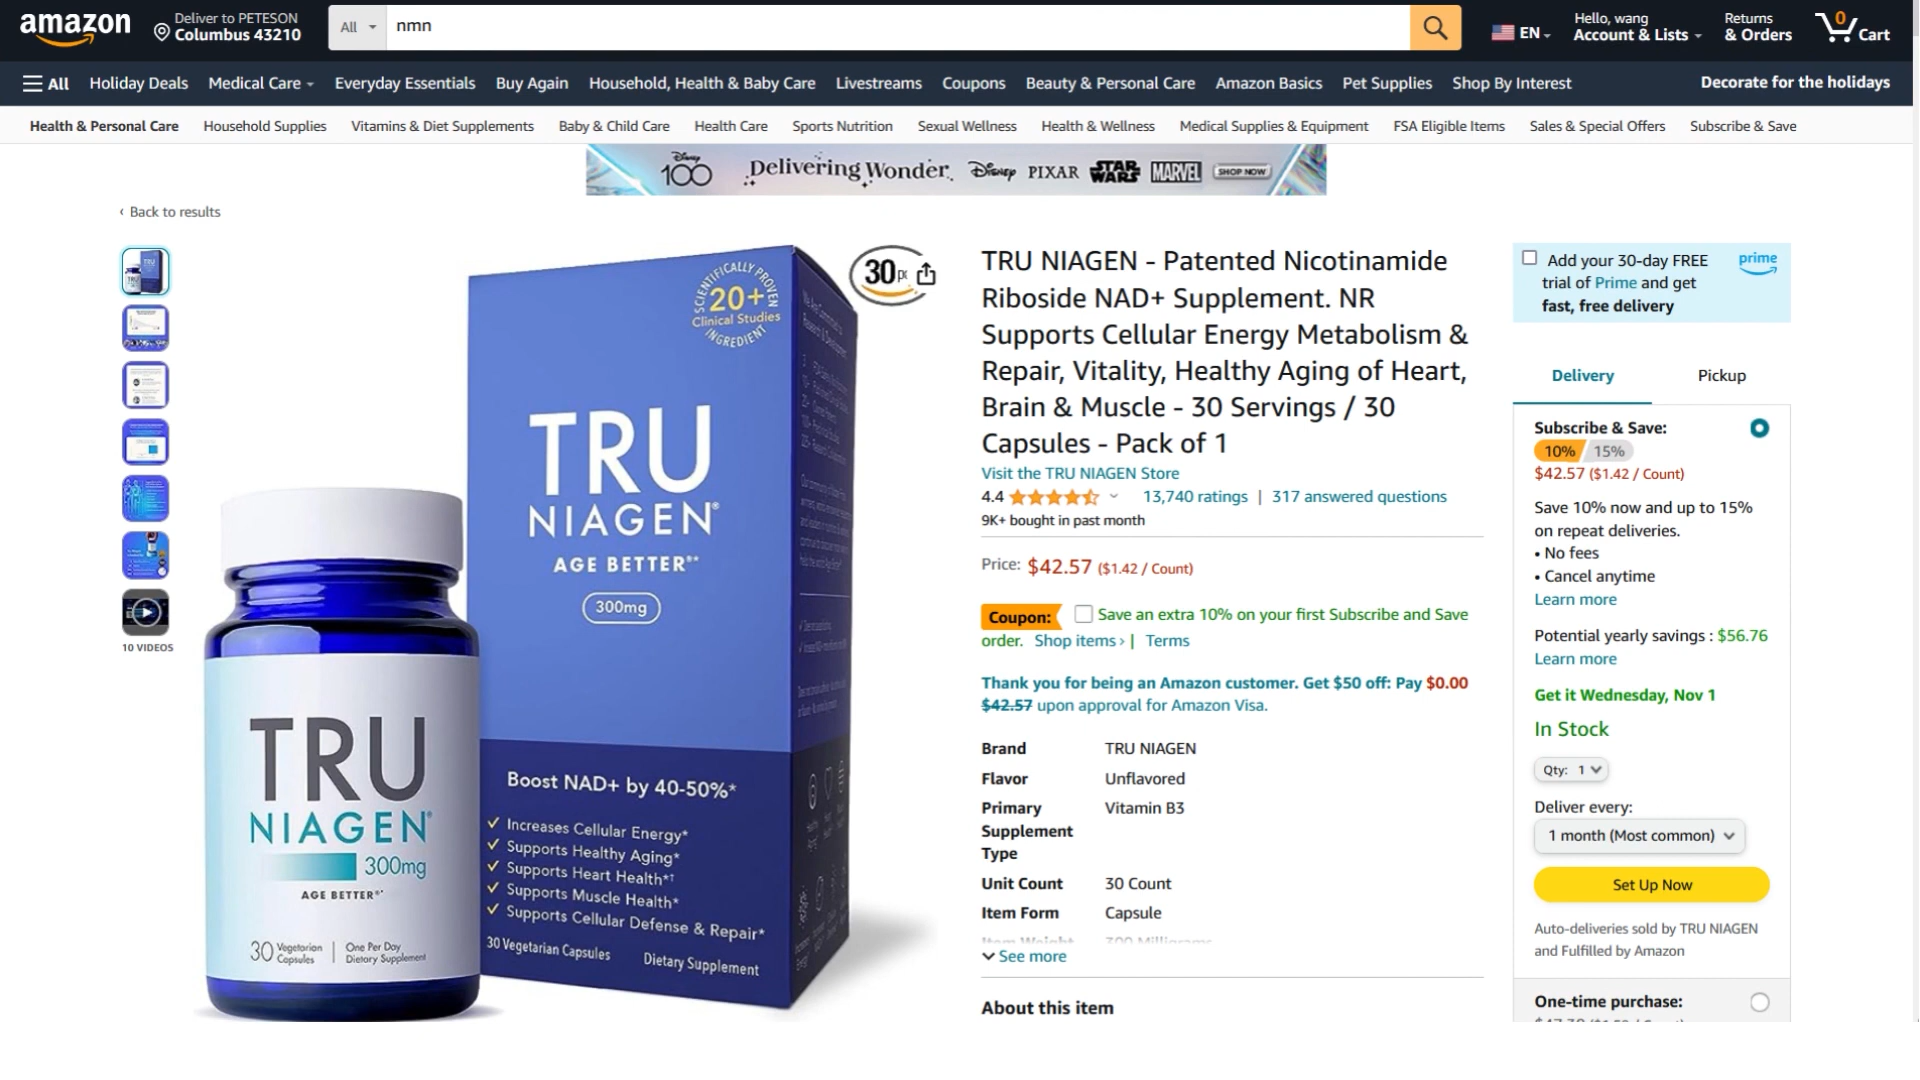 amazon
Deliver to PETESON
Columbus 43210
All
nmn
EN
Hello, wang
Account & Lists
Returns
& Orders
0
Cart
All
Holiday Deals
Medical Care
Everyday Essentials
Buy Again
Household, Health & Baby Care
Livestreams
Coupons
Beauty & Personal Care
Amazon Basics
Pet Supplies
Shop By Interest
Decorate for the holidays
Health & Personal Care
Household Supplies
Vitamins & Diet Supplements
Baby & Child Care
Health Care
Sports Nutrition
Sexual Wellness
Health & Wellness
Medical Supplies & Equipment
FSA Eligible Items
Sales & Special Offers
Subscribe & Save
Disney
100
Delivering Wonder
Disney
PIXAR
STAR
WARS
MARVEL
SHOP NOW
‹ Back to results
10 VIDEOS
SCIENTIFICALLY PROVEN
20+
Clinical Studies
INGREDIENT
TRU
NIAGEN®
AGE BETTER®*
300mg
Boost NAD+ by 40-50%*
✓ Increases Cellular Energy*
✓ Supports Healthy Aging*
✓ Supports Heart Health*†
✓ Supports Muscle Health*
✓ Supports Cellular Defense & Repair*
30 Vegetarian Capsules
Dietary Supplement
TRU
NIAGEN®
300mg
AGE BETTER®*
30 Vegetarian
Capsules
One Per Day
Dietary Supplement
30
TRU NIAGEN - Patented Nicotinamide
Riboside NAD+ Supplement. NR
Supports Cellular Energy Metabolism &
Repair, Vitality, Healthy Aging of Heart,
Brain & Muscle - 30 Servings / 30
Capsules - Pack of 1
Visit the TRU NIAGEN Store
4.4
13,740 ratings | 317 answered questions
9K+ bought in past month
Price: $42.57 ($1.42 / Count)
Coupon: Save an extra 10% on your first Subscribe and Save
order. Shop items › | Terms
Thank you for being an Amazon customer. Get $50 off: Pay $0.00
$42.57 upon approval for Amazon Visa.
Brand TRU NIAGEN
Flavor Unflavored
Primary Vitamin B3
Supplement
Type
Unit Count 30 Count
Item Form Capsule
Item Weight 300 Milligrams
See more
About this item
Add your 30-day FREE
trial of Prime and get
fast, free delivery
prime
Delivery
Pickup
Subscribe & Save:
10% 15%
$42.57 ($1.42 / Count)
Save 10% now and up to 15%
on repeat deliveries.
• No fees
• Cancel anytime
Learn more
Potential yearly savings : $56.76
Learn more
Get it Wednesday, Nov 1
In Stock
Qty: 1
Deliver every:
1 month (Most common)
Set Up Now
Auto-deliveries sold by TRU NIAGEN
and Fulfilled by Amazon
One-time purchase: